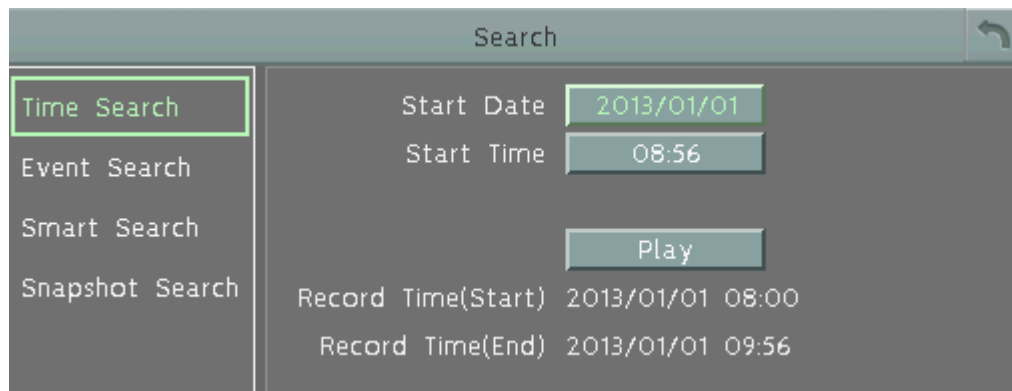 Search
Time Search
Event Search
Smart Search
Snapshot Search
Start Date 2013/01/01
Start Time 08:56
Play
Record Time(Start) 2013/01/01 08:00
Record Time(End) 2013/01/01 09:56